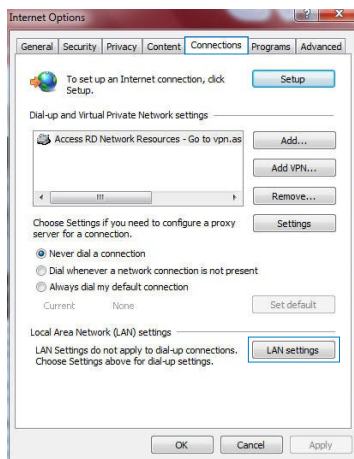 Internet Options
General Security Privacy Content Connections Programs Advanced
To set up an Internet connection, click
Setup.
Setup
Dial-up and Virtual Private Network settings
Access RD Network Resources - Go to vpn.as
Add...
Add VPN...
Remove...
Choose Settings if you need to configure a proxy
server for a connection.
Settings
Never dial a connection
Dial whenever a network connection is not present
Always dial my default connection
Current None
Set default
Local Area Network (LAN) settings
LAN Settings do not apply to dial-up connections.
Choose Settings above for dial-up settings.
LAN settings
OK Cancel Apply